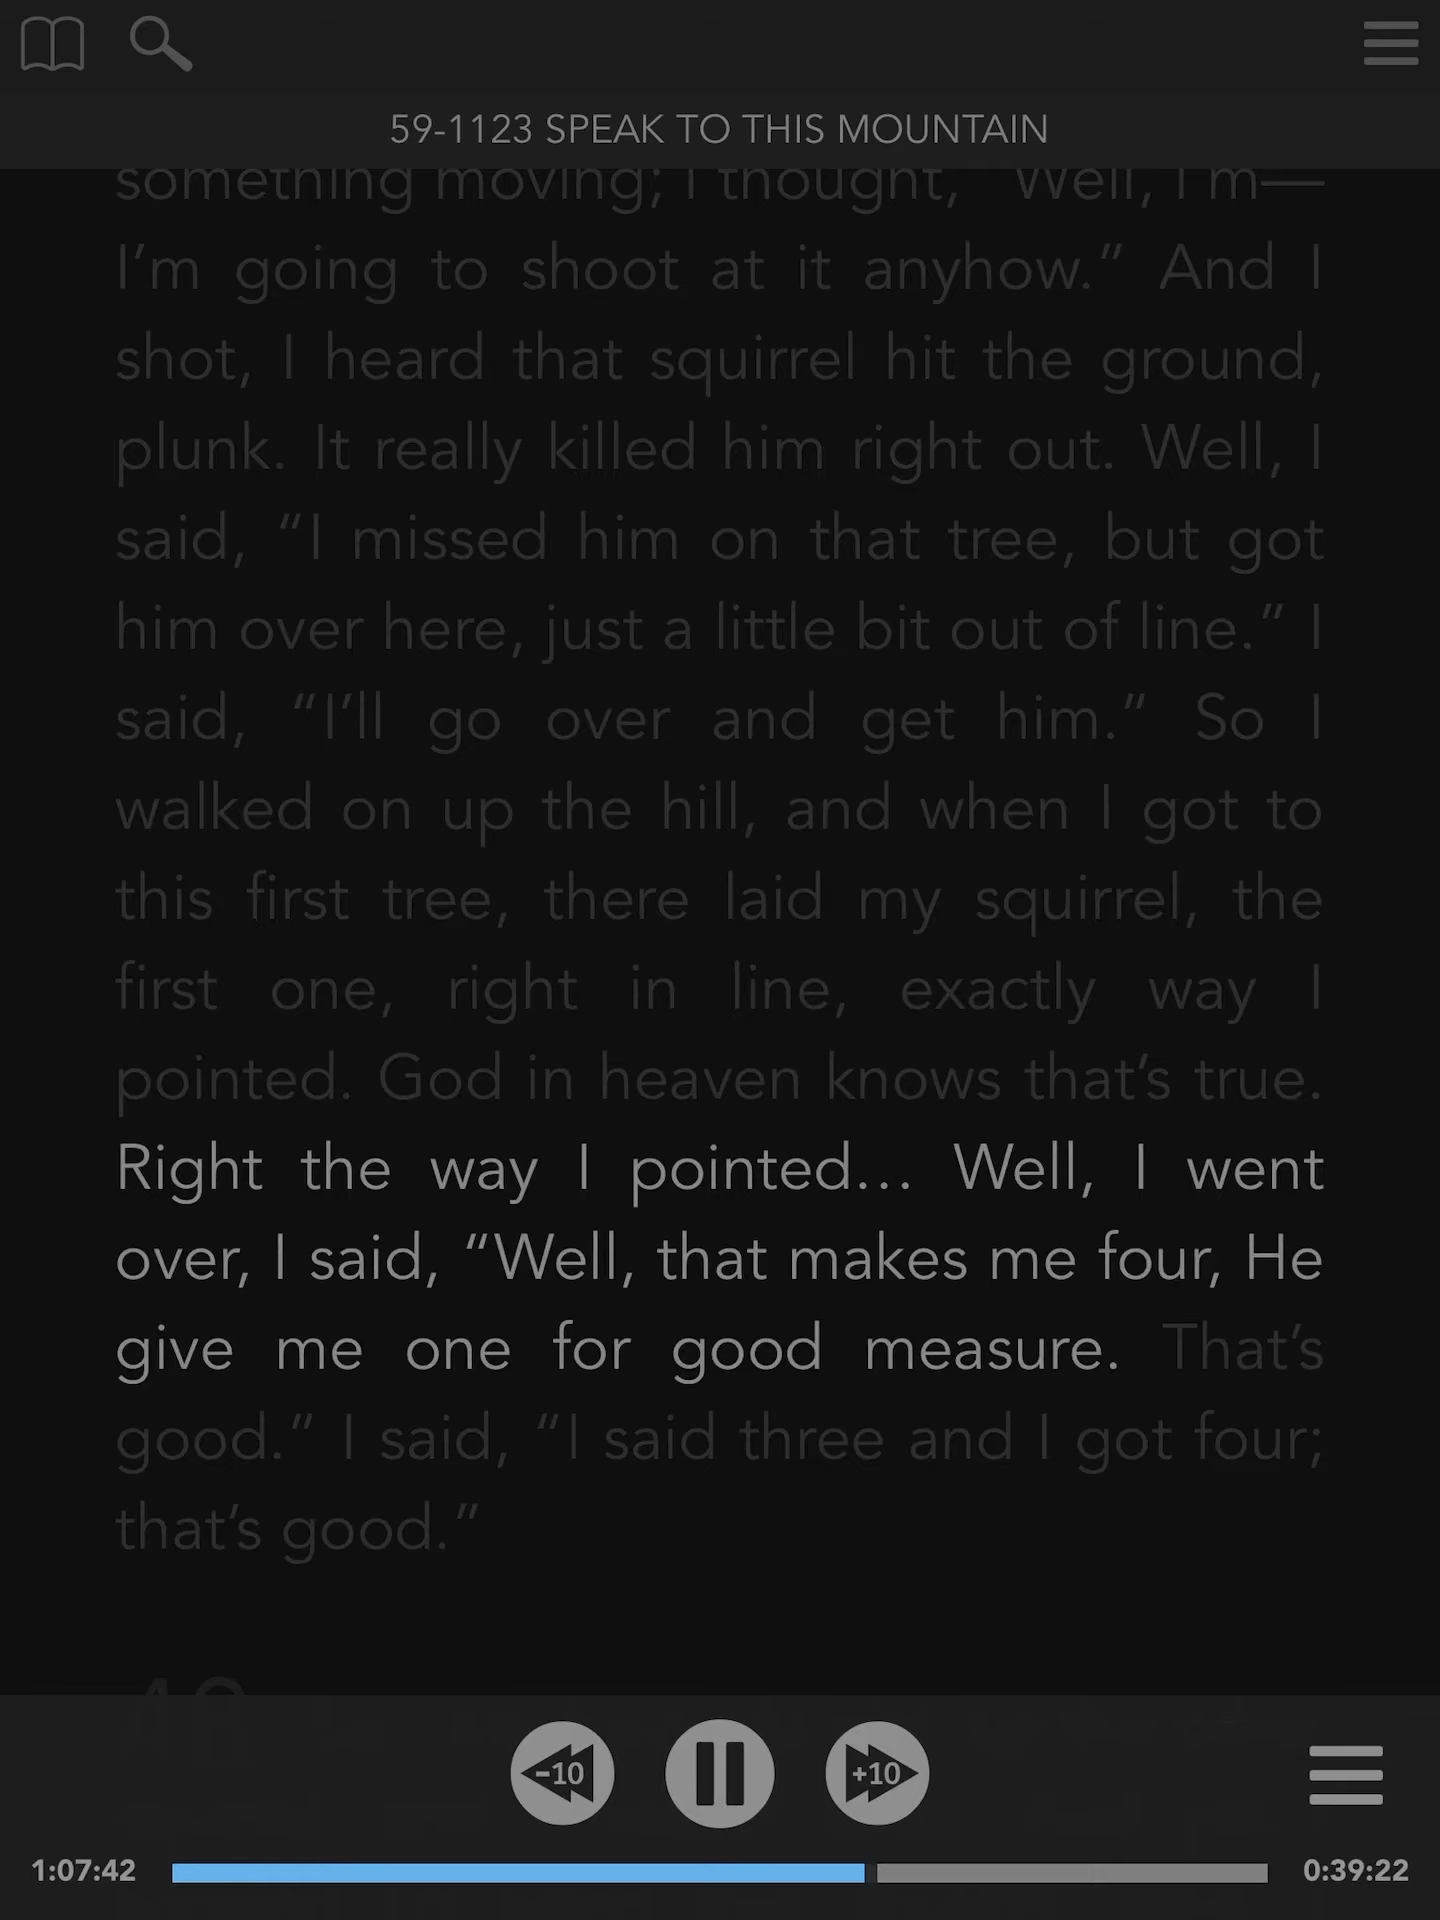 59-1123 SPEAK TO THIS MOUNTAIN
something moving; I thought, “Well, I’m—
I’m going to shoot at it anyhow.” And I
shot, I heard that squirrel hit the ground,
plunk. It really killed him right out. Well, I
said, “I missed him on that tree, but got
him over here, just a little bit out of line.” I
said, “I’ll go over and get him.” So I
walked on up the hill, and when I got to
this first tree, there laid my squirrel, the
first one, right in line, exactly way I
pointed. God in heaven knows that’s true.
Right the way I pointed… Well, I went
over, I said, “Well, that makes me four, He
give me one for good measure. That’s
good.” I said, “I said three and I got four;
that’s good.”
-10 +10
1:07:42 0:39:22